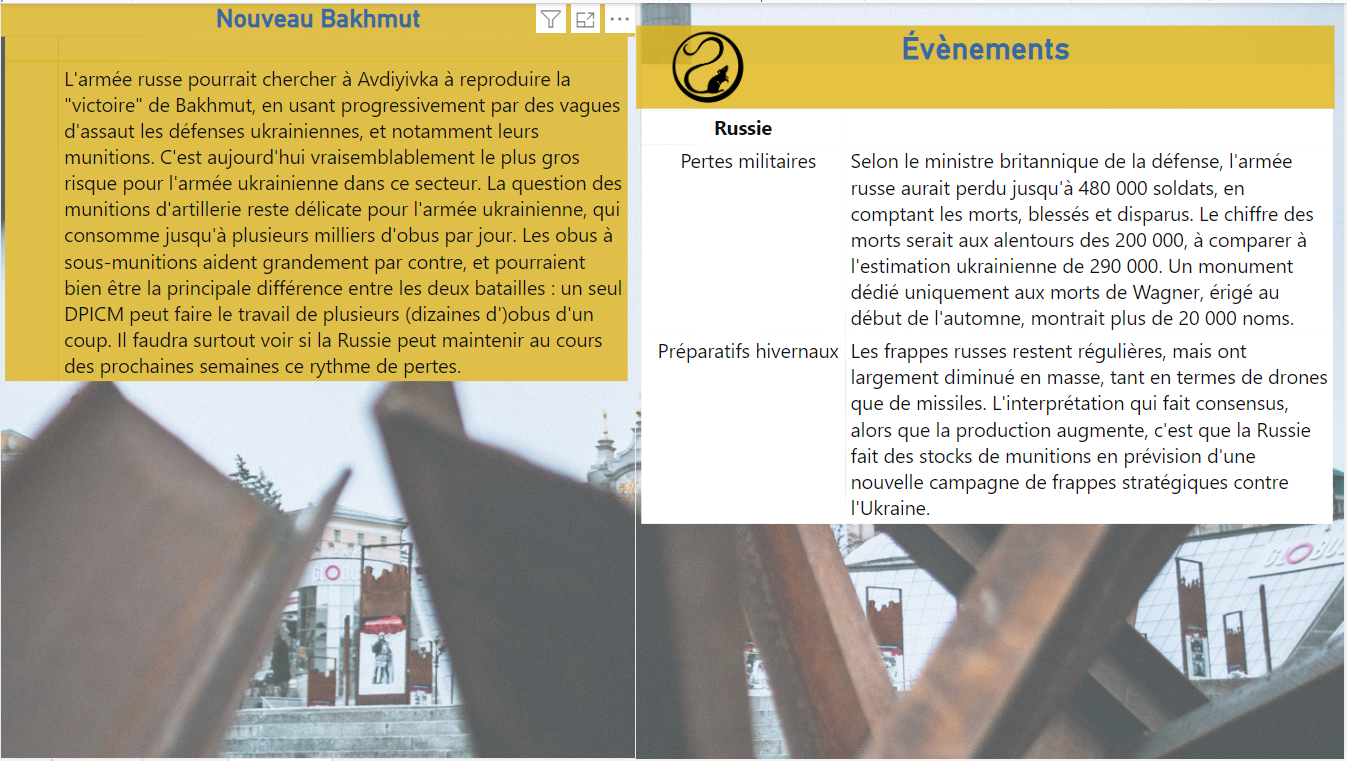 Nouveau Bakhmut
L'armée russe pourrait chercher à Avdiyivka à reproduire la
"victoire" de Bakhmut, en usant progressivement par des vagues
d'assaut les défenses ukrainiennes, et notamment leurs
munitions. C'est aujourd'hui vraisemblablement le plus gros
risque pour l'armée ukrainienne dans ce secteur. La question des
munitions d'artillerie reste délicate pour l'armée ukrainienne, qui
consomme jusqu'à plusieurs milliers d'obus par jour. Les obus à
sous-munitions aident grandement par contre, et pourraient
bien être la principale différence entre les deux batailles : un seul
DPICM peut faire le travail de plusieurs (dizaines d')obus d'un
coup. Il faudra surtout voir si la Russie peut maintenir au cours
des prochaines semaines ce rythme de pertes.
GLOBU
Évènements
Russie
Pertes militaires
Selon le ministre britannique de la défense, l'armée
russe aurait perdu jusqu'à 480 000 soldats, en
comptant les morts, blessés et disparus. Le chiffre des
morts serait aux alentours des 200 000, à comparer à
l'estimation ukrainienne de 290 000. Un monument
dédié uniquement aux morts de Wagner, érigé au
début de l'automne, montrait plus de 20 000 noms.
Préparatifs hivernaux
Les frappes russes restent régulières, mais ont
largement diminué en masse, tant en termes de drones
que de missiles. L'interprétation qui fait consensus,
alors que la production augmente, c'est que la Russie
fait des stocks de munitions en prévision d'une
nouvelle campagne de frappes stratégiques contre
l'Ukraine.
GLOBU